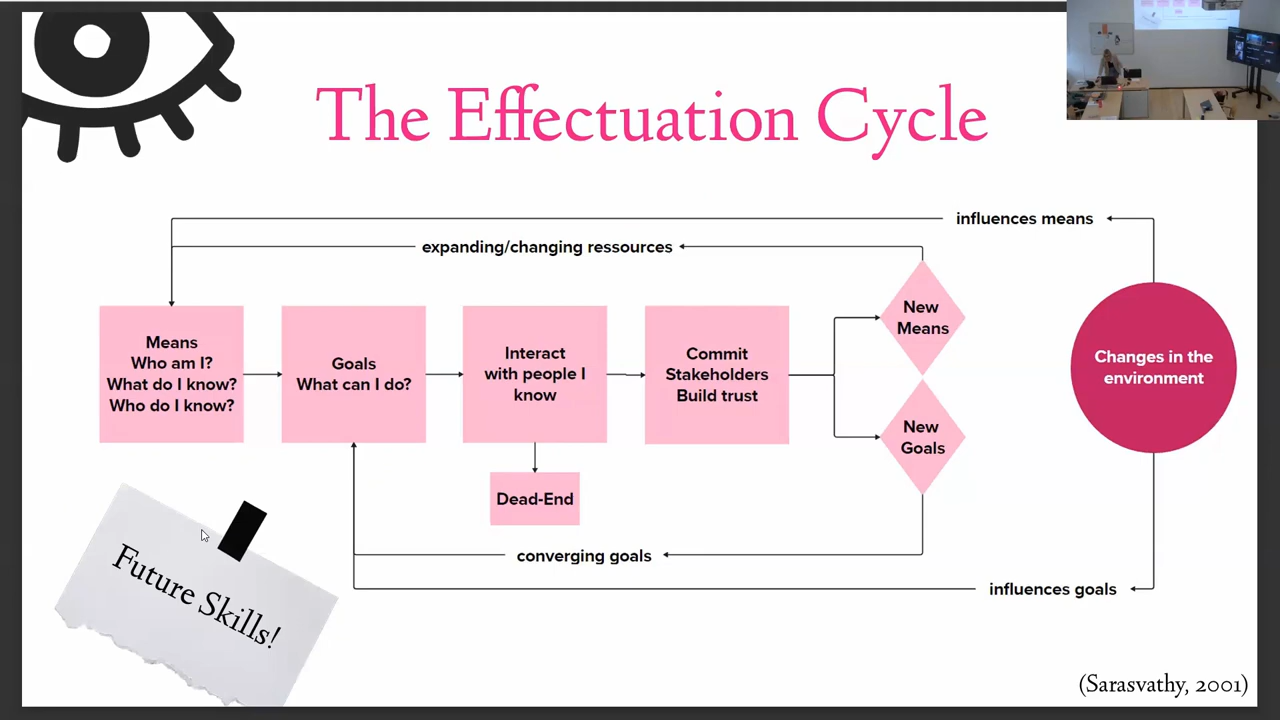 The Effectuation Cycle
influences means
expanding/changing ressources
Means
Who am I?
What do I know?
Who do I know?
Goals
What can I do?
Interact
with people I
know
Commit
Stakeholders
Build trust
New
Means
New
Goals
Changes in the
environment
Dead-End
converging goals
influences goals
Future Skills!
(Sarasvathy, 2001)